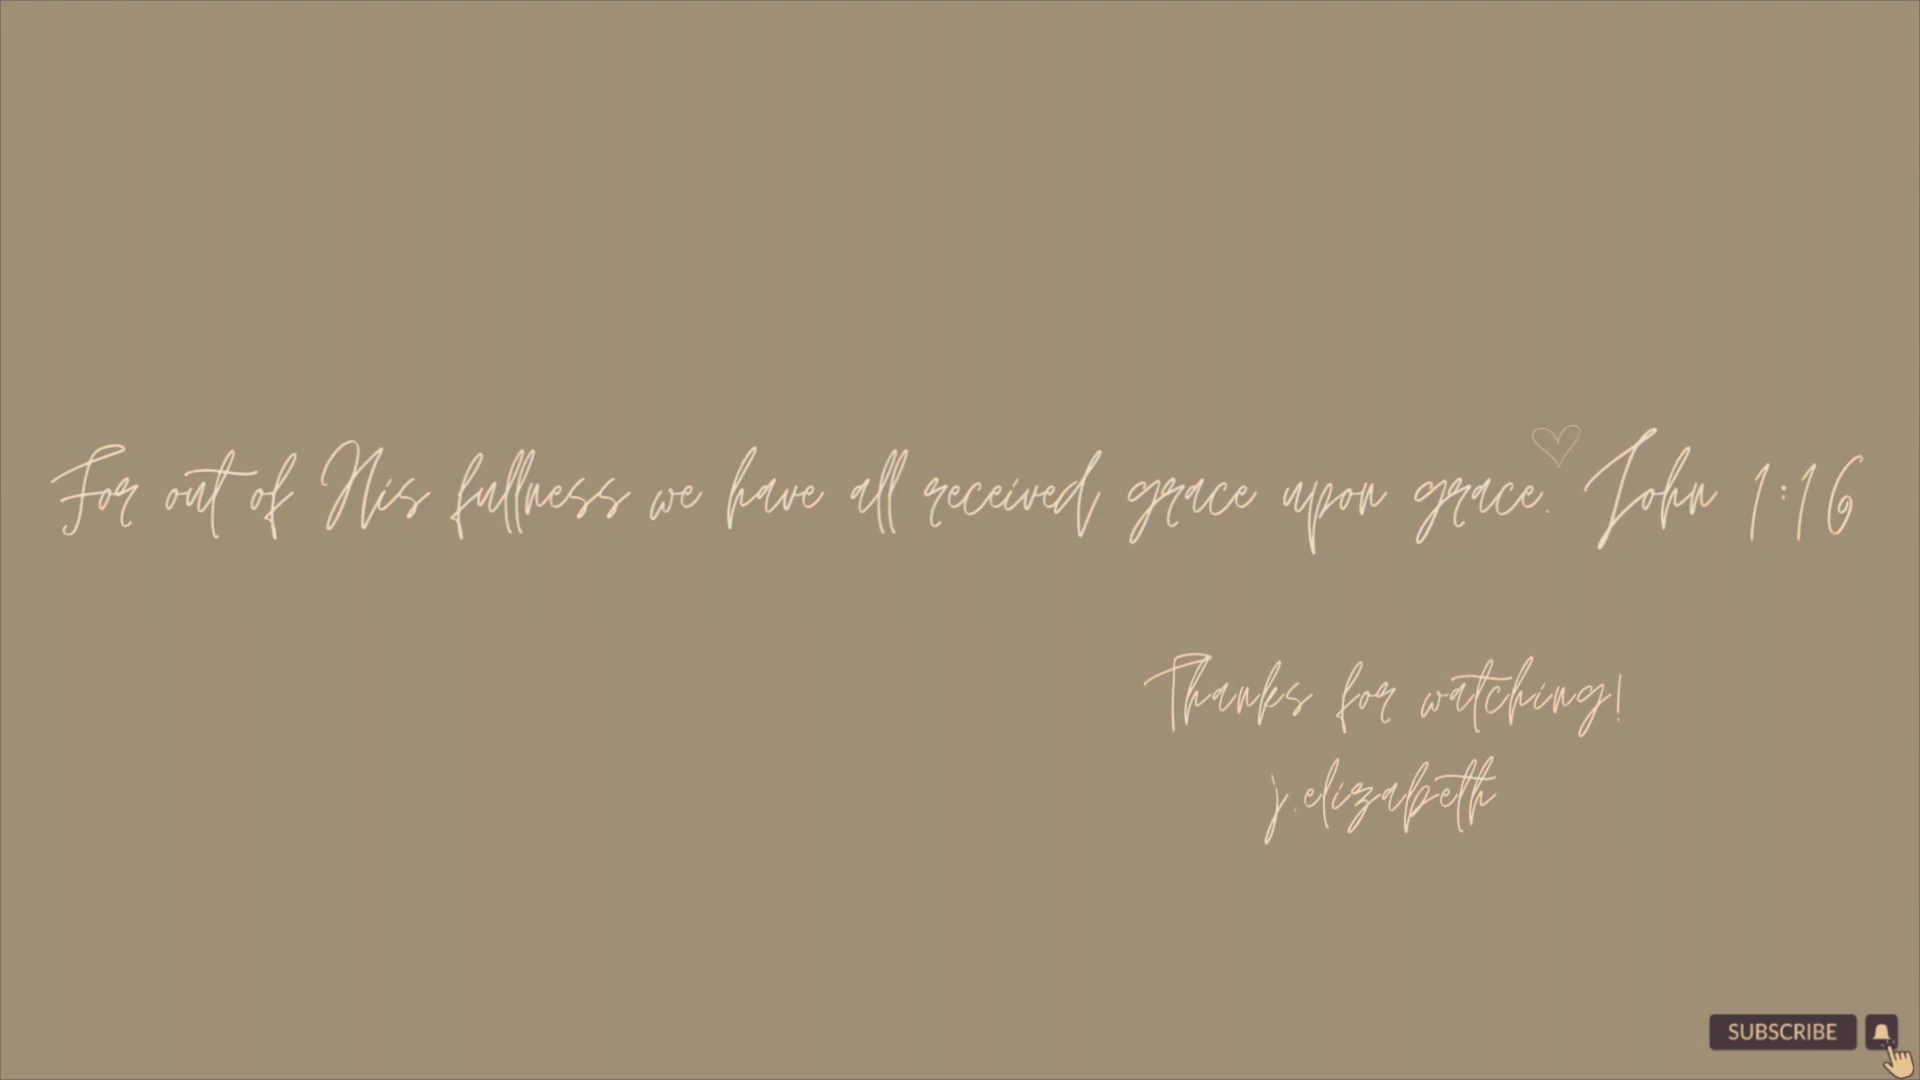 For out of His fullness we have all received grace upon grace. John 1:16
Thanks for watching!
j.elizabeth
SUBSCRIBE